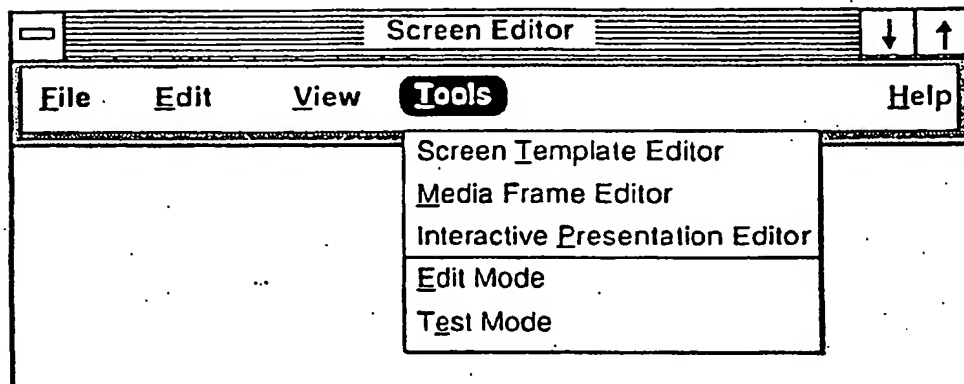 Screen Editor
File Edit View Tools Help
Screen Template Editor
Media Frame Editor
Interactive Presentation Editor
Edit Mode
Test Mode